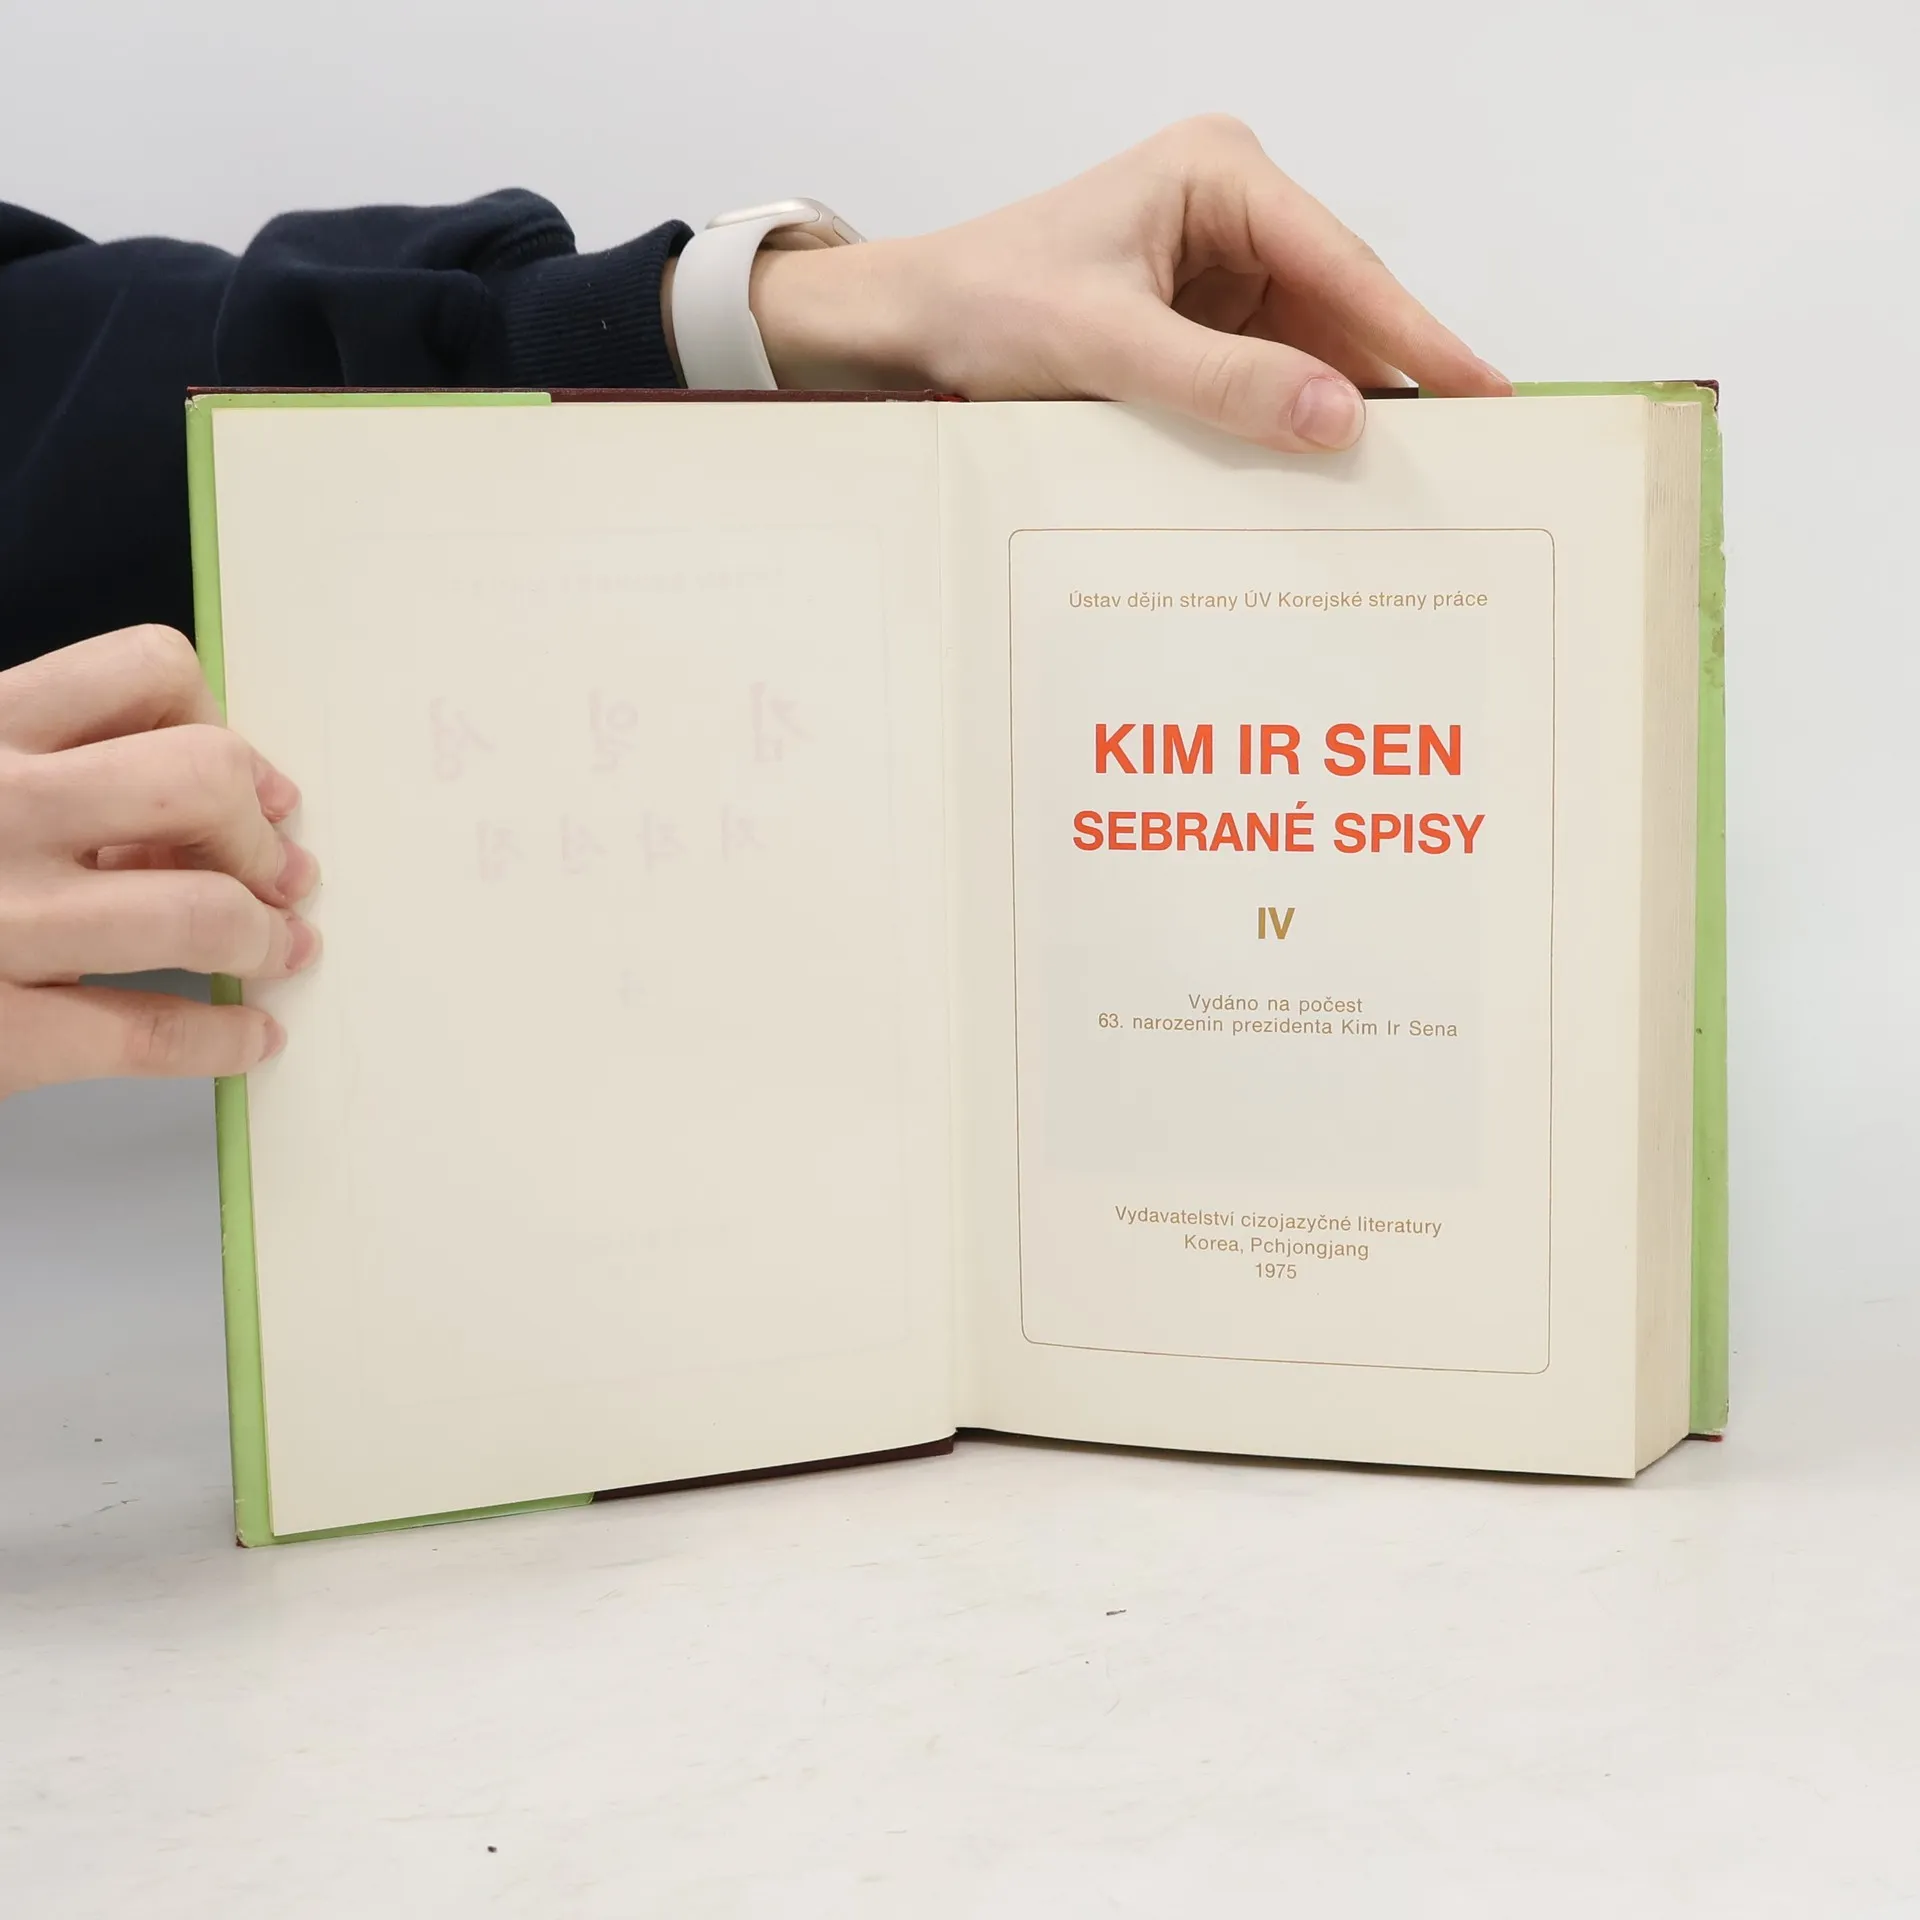 Ústav dějin strany ÚV Korejské strany práce
KIM IR SEN
SEBRANÉ SPISY
IV
Vydáno na počest
63. narozenin prezidenta Kim Ir Sena
Vydavatelství cizojazyčné literatury
Korea, Pchjongjang
1975